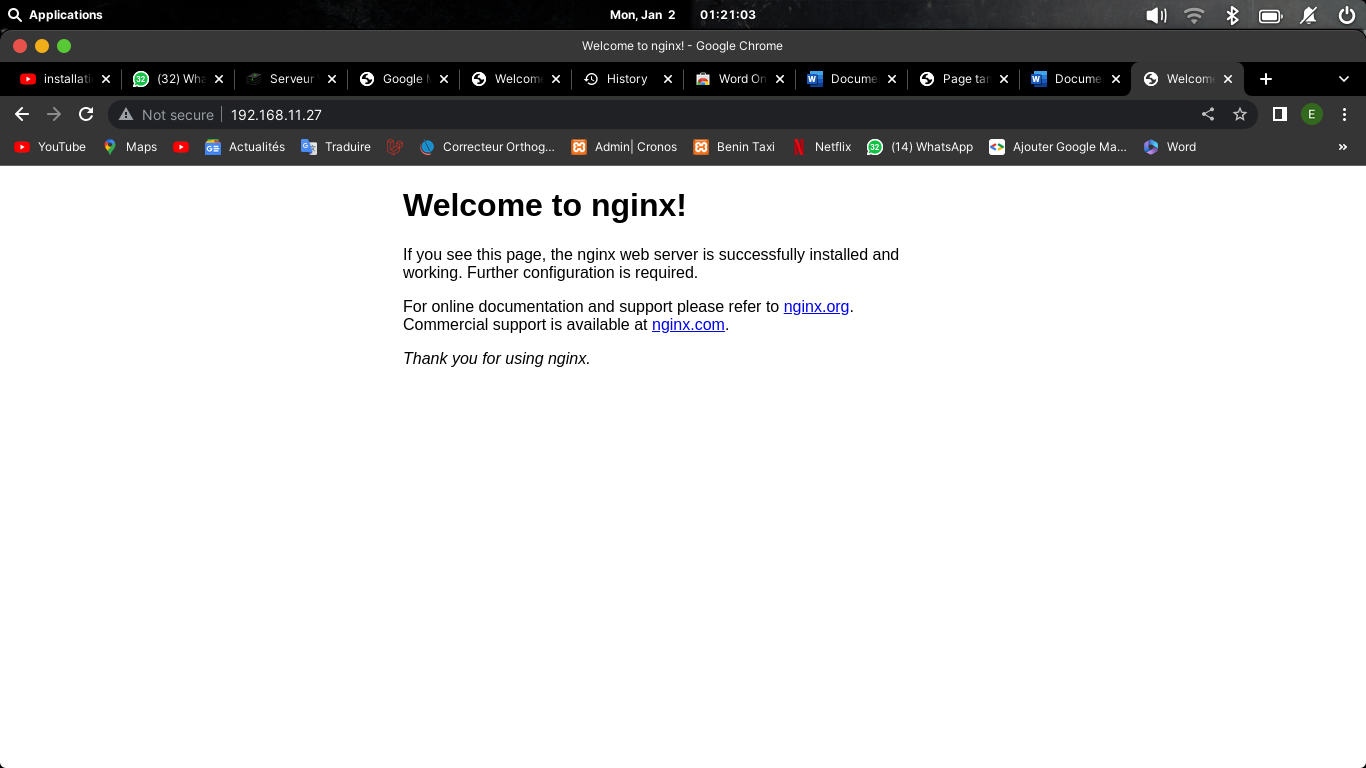 Applications
Mon, Jan 2 01:21:03
Welcome to nginx! - Google Chrome
installati
(32) Wha
Serveur
Google M
Welcome
History
Word On
Docume
Page tar
Docume
Welcome
Not secure
192.168.11.27
E
YouTube
Maps
Actualités
Traduire
Correcteur Orthog...
Admin| Cronos
Benin Taxi
Netflix
(14) WhatsApp
Ajouter Google Ma...
Word
Welcome to nginx!
If you see this page, the nginx web server is successfully installed and
working. Further configuration is required.
For online documentation and support please refer to nginx.org.
Commercial support is available at nginx.com.
Thank you for using nginx.